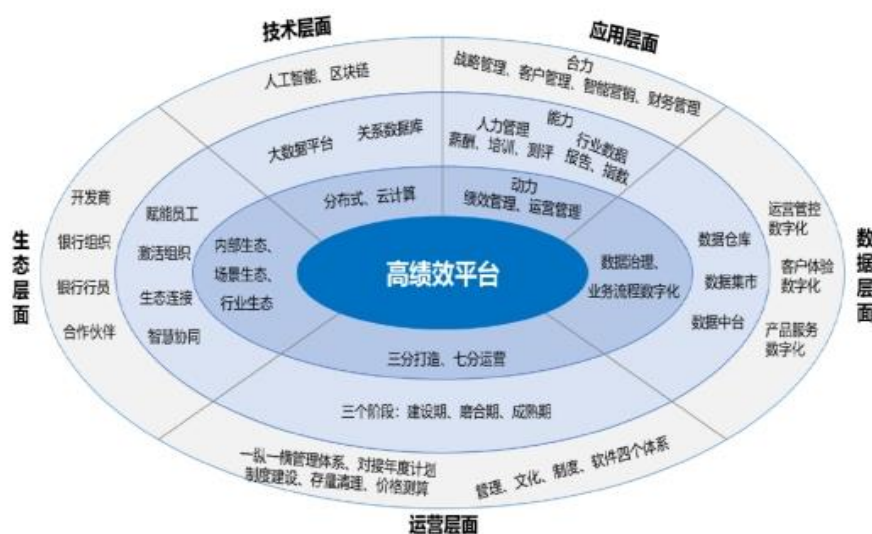 技术层面
应用层面
人工智能、区块链
合力
战略管理、客户管理、智能营销、财务管理
大数据平台 关系数据库
能力
人力管理 行业数据
薪酬、培训、测评 报告、指数
分布式、云计算
动力
绩效管理、运营管理
生态层面
开发商
银行组织
银行行员
合作伙伴
赋能员工
激活组织
生态连接
智慧协同
内部生态、
场景生态、
行业生态
高绩效平台
数据治理、
业务流程数字化
数据仓库
数据集市
数据中台
运营管控
数字化
客户体验
数字化
产品服务
数字化
数据层面
三分打造、七分运营
三个阶段：建设期、磨合期、成熟期
一纵一横管理体系、对接年度计划
制度建设、存量清理、价格测算
管理、文化、制度、软件四个体系
运营层面